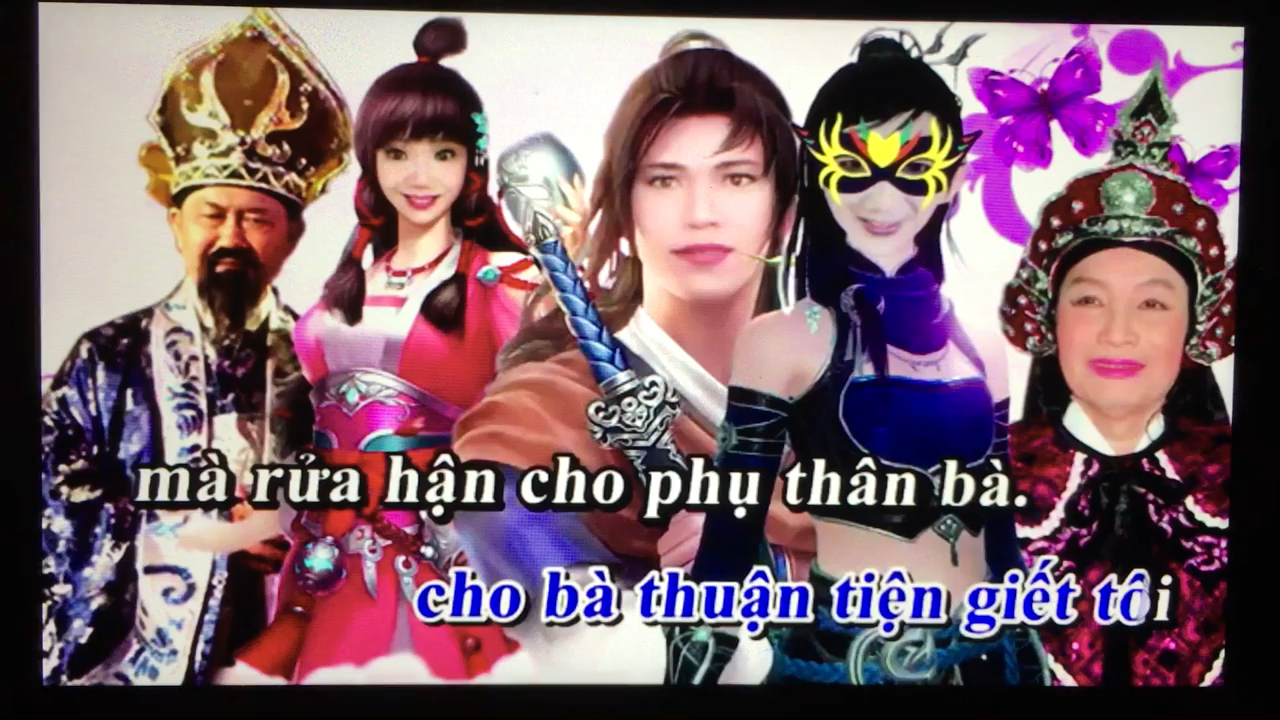 mà rửa hận cho phụ thân bà.
cho bà thuận tiện giết tôi